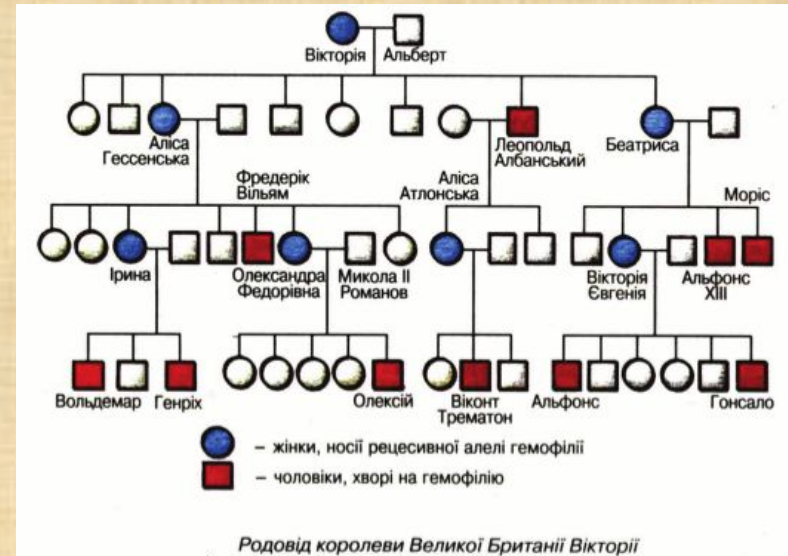 Вікторія Альберт
Аліса
Гессенська
Леопольд
Албанський
Беатриса
Фредерік
Вільям
Аліса
Атлонська
Моріс
Ірина
Олександра
Федорівна
Микола II
Романов
Вікторія
Євгенія
Альфонс
XIII
Вольдемар
Генріх
Олексій
Віконт
Трематон
Альфонс
Гонсало
– жінки, носії рецесивної алелі гемофілії
– чоловіки, хворі на гемофілію
Родовід королеви Великої Британії Вікторії